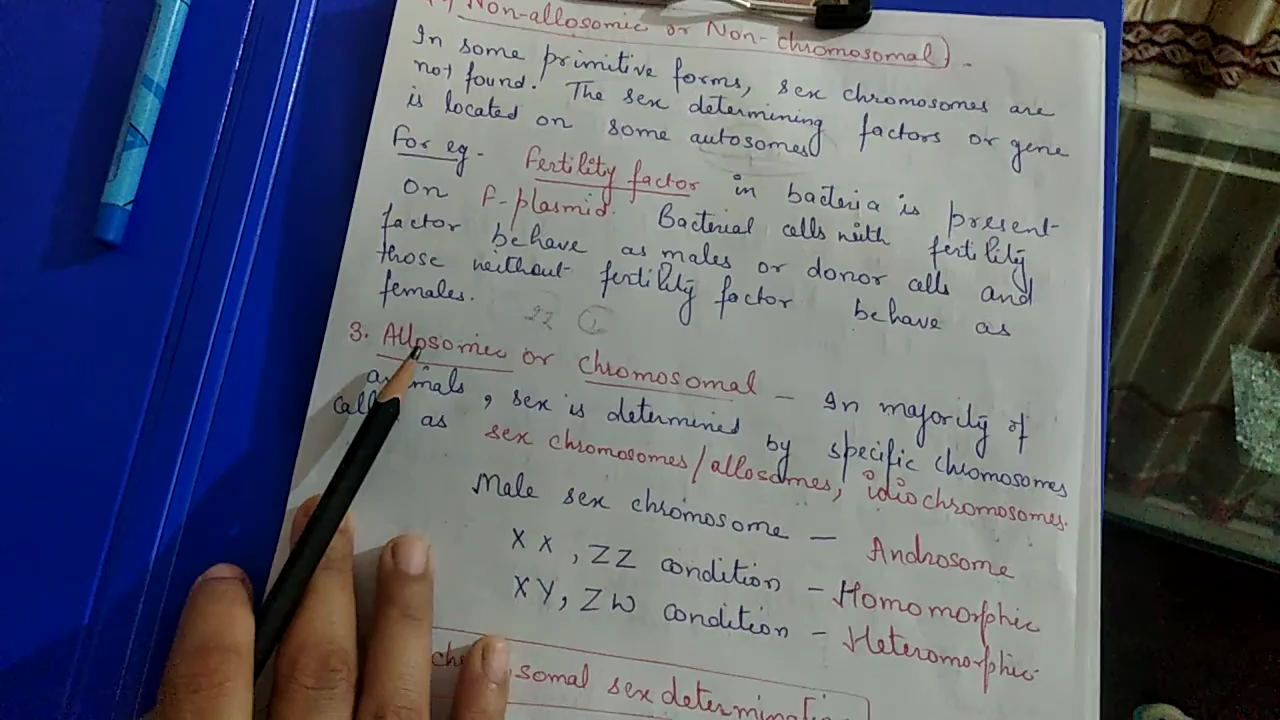 Non-allosomic or Non-chromosomal).
In some primitive forms, sex chromosomes are
not found. The sex determining factors or gene
is located on some autosomes
For eg- Fertility factor in bacteria is present
on F-plasmid. Bacterial cells with fertility
factor behave as males or donor cells and
those without fertility factor behave as
females.
3. Allosomic or Chromosomal - In majority of
animals, sex is determined by specific chromosomes
called as sex chromosomes/allosomes, idiochromosomes.
Male sex chromosome - Androsome
XX, ZZ condition - Homomorphic
XY, ZW condition - Heteromorphic
sex determination